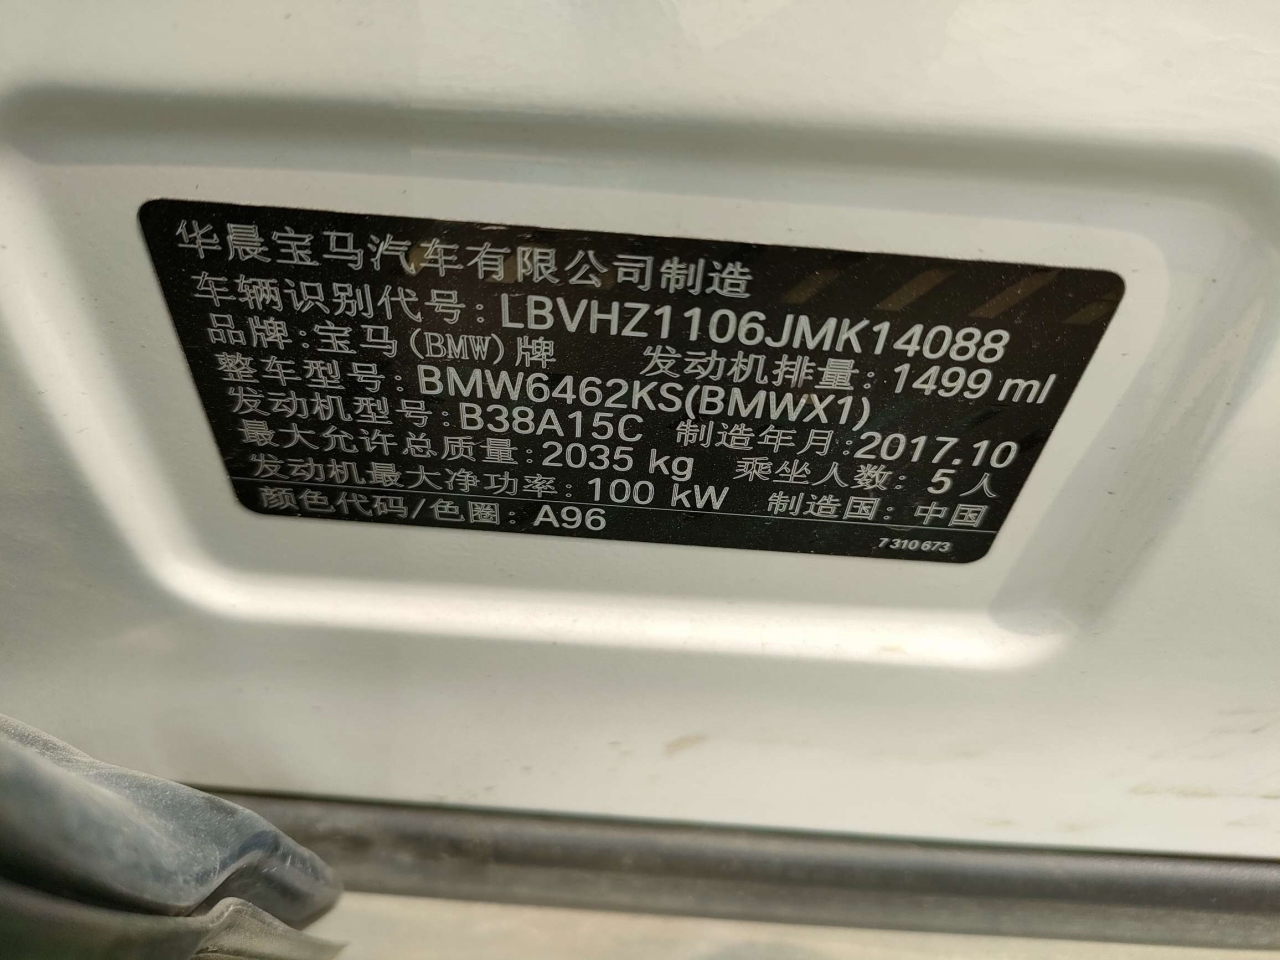 华晨宝马汽车有限公司制造
车辆识别代号: LBVHZ1106JMK14088
品牌: 宝马(BMW)牌 发动机排量: 1499 ml
整车型号: BMW6462KS(BMWX1)
发动机型号: B38A15C 制造年月: 2017.10
最大允许总质量: 2035 kg 乘坐人数: 5 人
发动机最大净功率: 100 kW 制造国: 中国
颜色代码/色圈: A96
7 310 673